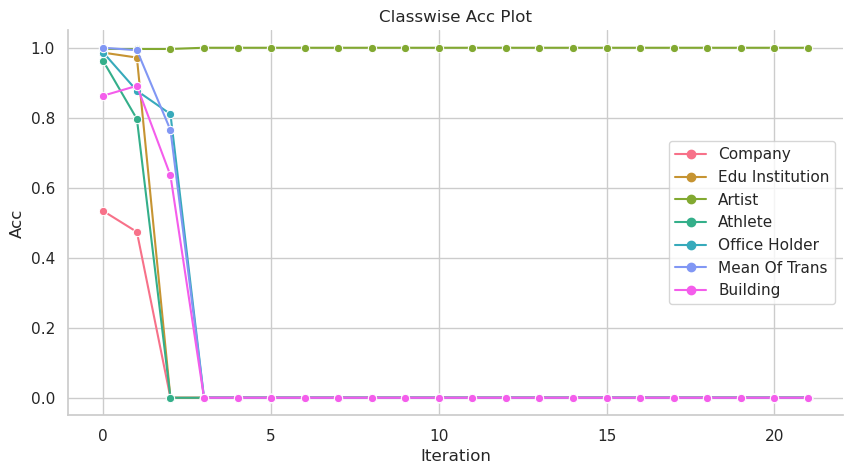 Classwise Acc Plot
Acc
1.0
0.8
0.6
0.4
0.2
0.0
Company
Edu Institution
Artist
Athlete
Office Holder
Mean Of Trans
Building
0
5
10
15
20
Iteration